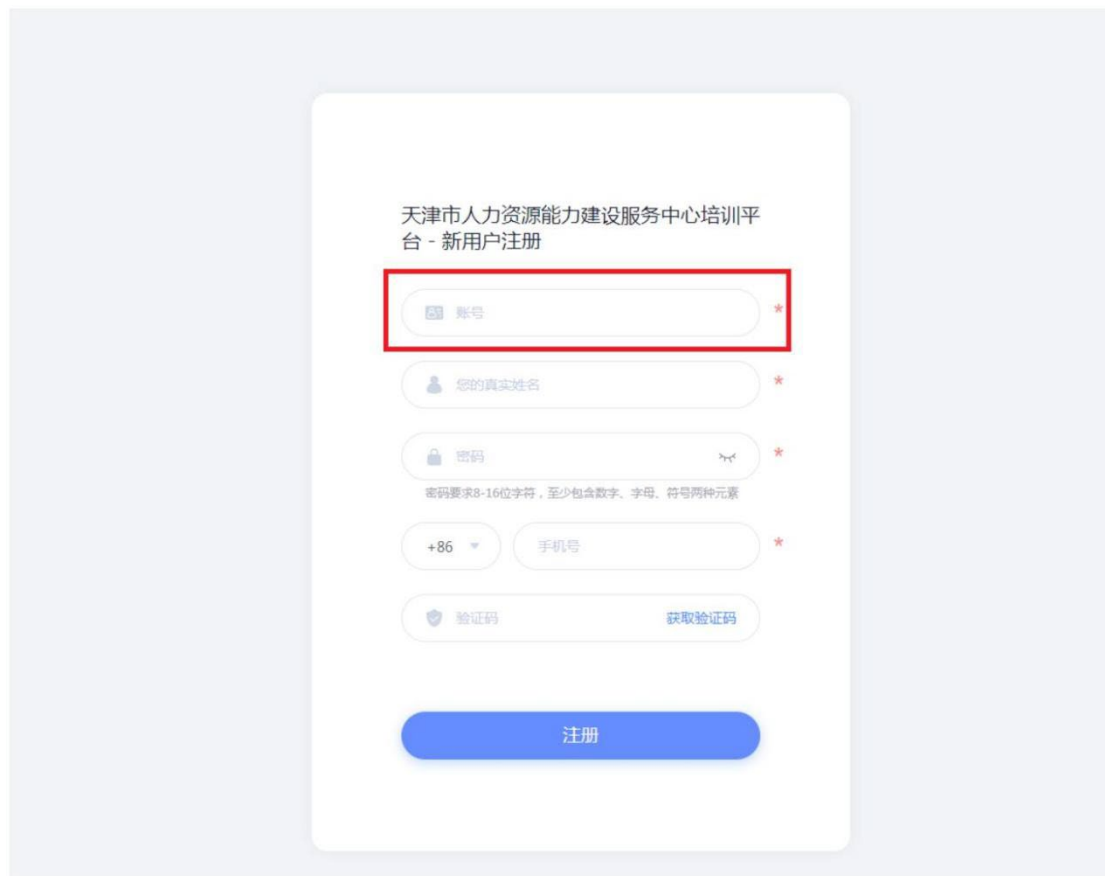 天津市人力资源能力建设服务中心培训平
台 - 新用户注册
账号 *
您的真实姓名 *
密码 *
密码要求8-16位字符，至少包含数字、字母、符号两种元素
+86 手机号 *
验证码 获取验证码
注册